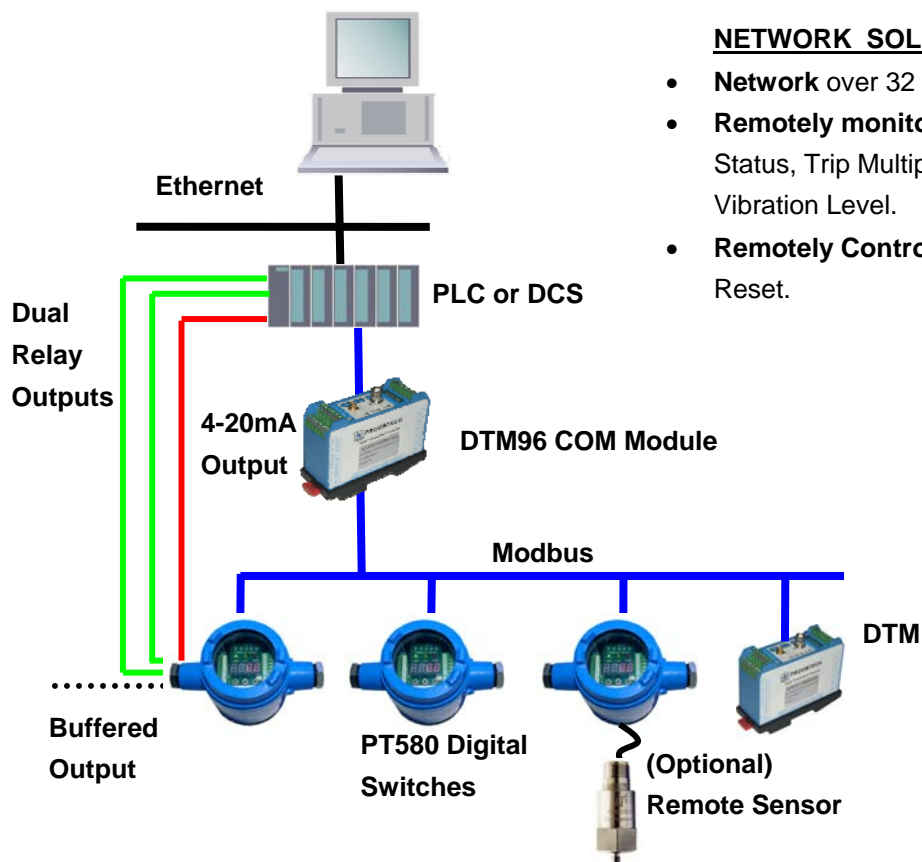 NETWORK SOL
• Network over 32
• Remotely monito
Status, Trip Multip
Vibration Level.
• Remotely Contro
Reset.
Ethernet
PLC or DCS
Dual
Relay
Outputs
4-20mA
Output
DTM96 COM Module
Modbus
DTM
Buffered
Output
PT580 Digital
Switches
(Optional)
Remote Sensor
PROVIBTECH
PROVIBTECH